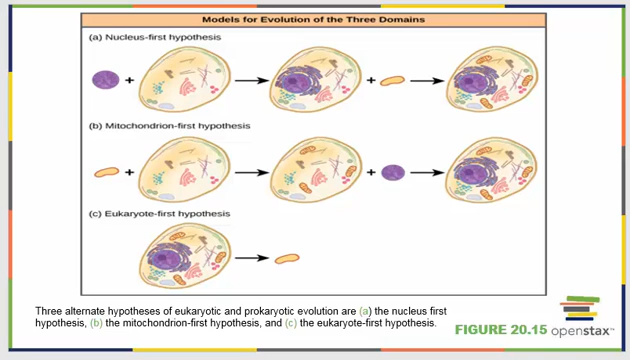 Models for Evolution of the Three Domains
(a) Nucleus-first hypothesis
+
+
(b) Mitochondrion-first hypothesis
+
+
(c) Eukaryote-first hypothesis
Three alternate hypotheses of eukaryotic and prokaryotic evolution are (a) the nucleus first
hypothesis, (b) the mitochondrion-first hypothesis, and (c) the eukaryote-first hypothesis.
FIGURE 20.15 openstax™